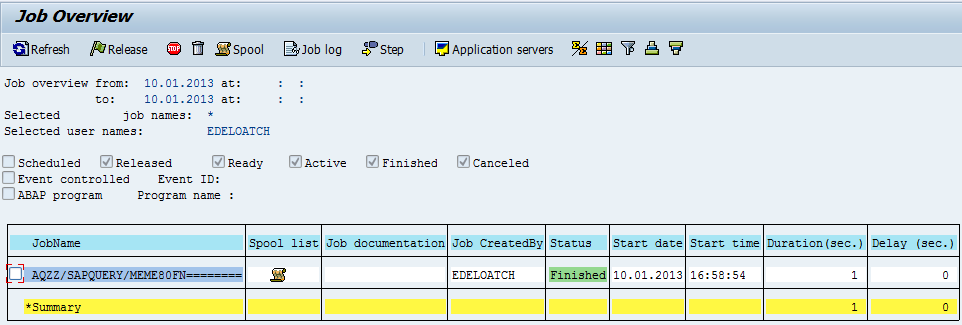 Job Overview
Refresh Release Spool Job log Step Application servers
Job overview from: 10.01.2013 at: : :
to: 10.01.2013 at: : :
Selected job names: *
Selected user names: EDELOATCH
Scheduled Released Ready Active Finished Canceled
Event controlled Event ID:
ABAP program Program name :
JobName Spool list Job documentation Job CreatedBy Status Start date Start time Duration(sec.) Delay (sec.)
AQZZ/SAPQUERY/MEME80FN======== EDELOATCH Finished 10.01.2013 16:58:54 1 0
*Summary 1 0